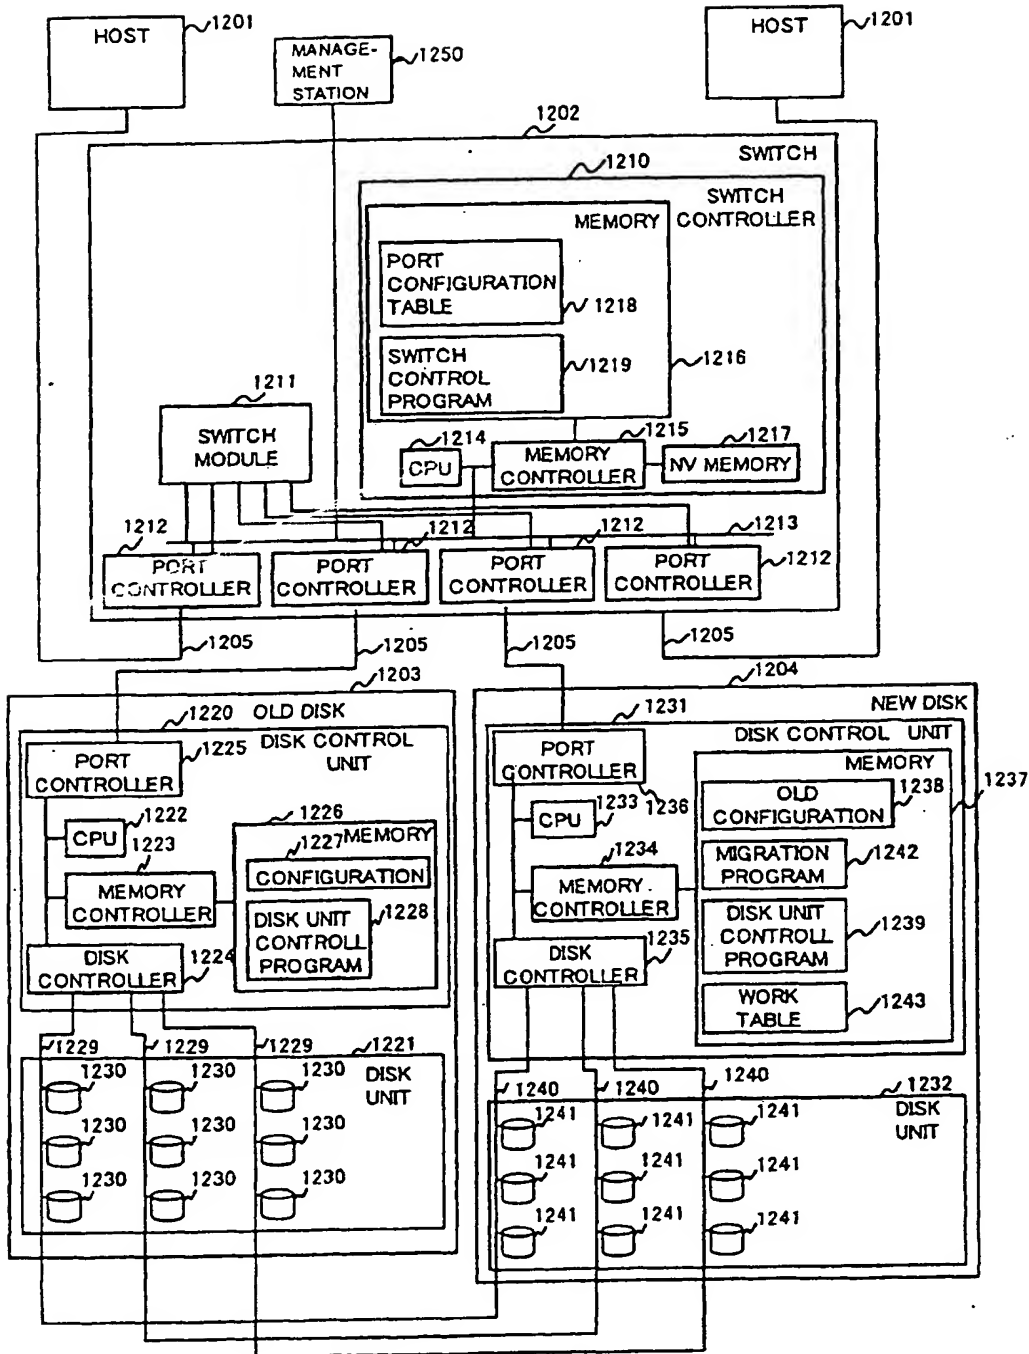 HOST
1201
MANAGE-
MENT
STATION
1250
HOST
1201
1202
SWITCH
1210
SWITCH
CONTROLLER
MEMORY
PORT
CONFIGURATION
TABLE
1218
SWITCH
CONTROL
PROGRAM
1219
1216
1211
SWITCH
MODULE
1214
CPU
1215
MEMORY
CONTROLLER
1217
NV MEMORY
1213
1212
PORT
CONTROLLER
1212
PORT
CONTROLLER
1212
PORT
CONTROLLER
1212
PORT
CONTROLLER
1205
1205
1205
1205
1203
OLD DISK
1220
DISK CONTROL
UNIT
1225
PORT
CONTROLLER
1222
CPU
1223
MEMORY
CONTROLLER
1226
MEMORY
1227
CONFIGURATION
1228
DISK UNIT
CONTROLL
PROGRAM
1224
DISK
CONTROLLER
1229
1229
1229
1221
DISK
UNIT
1230
1230
1230
1230
1230
1230
1230
1230
1230
1204
NEW DISK
1231
DISK CONTROL UNIT
PORT
CONTROLLER
1236
1233
CPU
1234
MEMORY
CONTROLLER
1235
DISK
CONTROLLER
MEMORY
1237
1238
OLD
CONFIGURATION
MIGRATION
PROGRAM
1242
DISK UNIT
CONTROLL
PROGRAM
1239
WORK
TABLE
1243
1240
1240
1240
1232
DISK
UNIT
1241
1241
1241
1241
1241
1241
1241
1241
1241